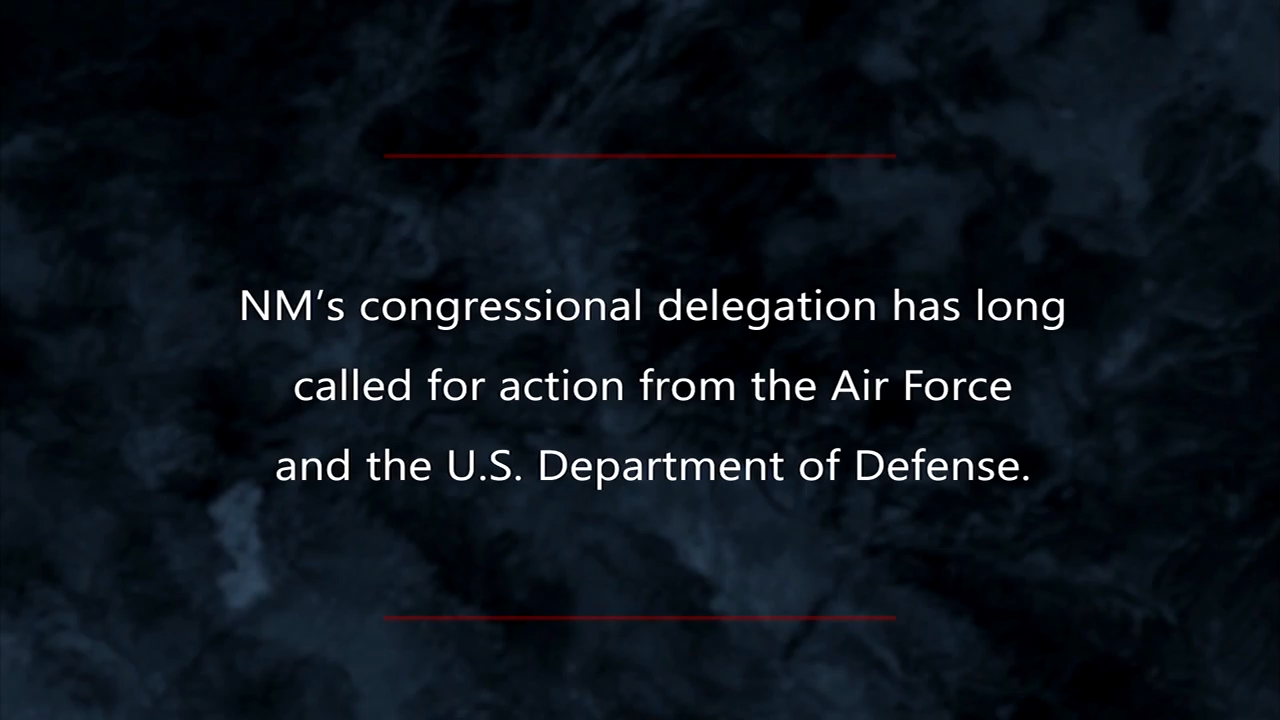 NM’s congressional delegation has long
called for action from the Air Force
and the U.S. Department of Defense.